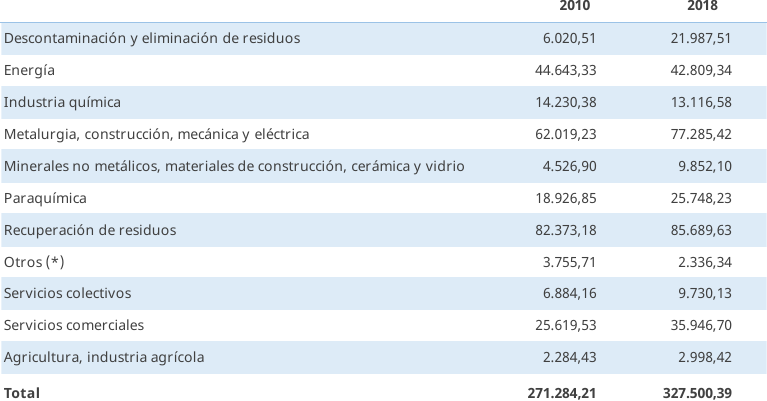 2010 2018
Descontaminación y eliminación de residuos 6.020,51 21.987,51
Energía 44.643,33 42.809,34
Industria química 14.230,38 13.116,58
Metalurgia, construcción, mecánica y eléctrica 62.019,23 77.285,42
Minerales no metálicos, materiales de construcción, cerámica y vidrio 4.526,90 9.852,10
Paraquímica 18.926,85 25.748,23
Recuperación de residuos 82.373,18 85.689,63
Otros (*) 3.755,71 2.336,34
Servicios colectivos 6.884,16 9.730,13
Servicios comerciales 25.619,53 35.946,70
Agricultura, industria agrícola 2.284,43 2.998,42
Total 271.284,21 327.500,39